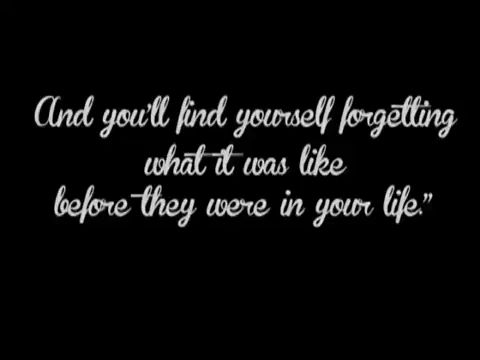 And you'll find yourself forgetting
what it was like
before they were in your life."